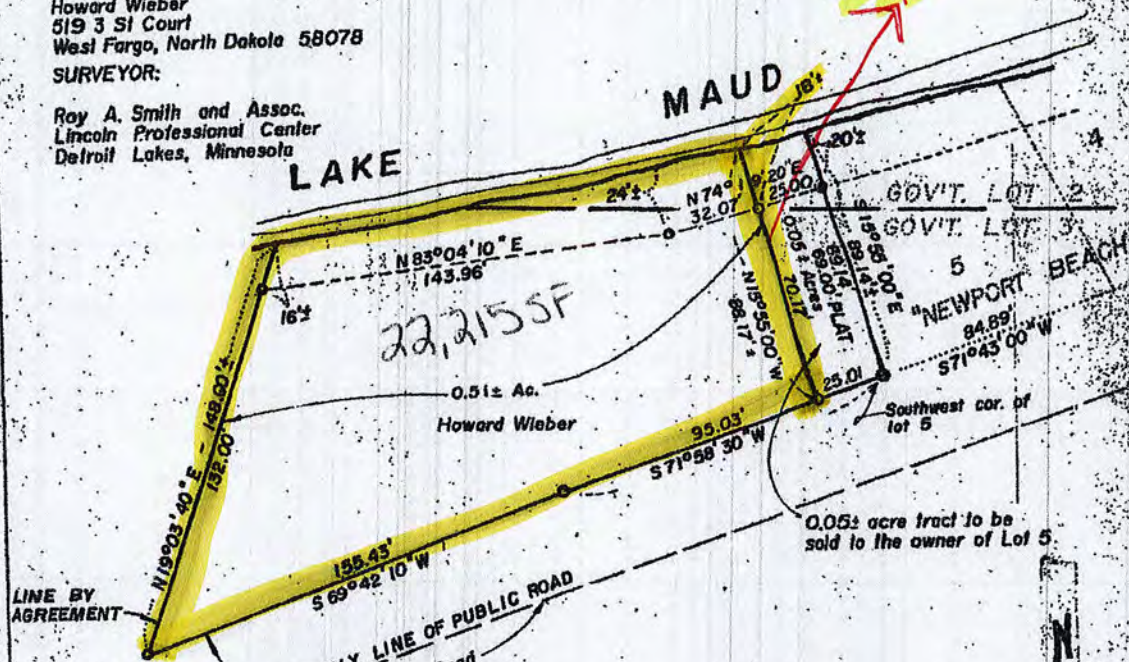 Howard Wieber
519 3 St Court
West Fargo, North Dakota 58078
SURVEYOR:
Roy A. Smith and Assoc.
Lincoln Professional Center
Detroit Lakes, Minnesota
LAKE MAUD
18'±
20'±
4
24'±
N 74° 20" E
32.07
25.00
GOV'T. LOT 2
GOV'T. LOT 3
N 83°04'10" E
143.96
16'±
22,215SF
0.05± Acres
70.17
N 15°55'00" W
88.17'±
69.00' PLAT
69.14
89.14'±
S 15°55'00" E
5
"NEWPORT BEACH
84.89'
S 71°43'00" W
25.01
0.51± Ac.
Howard Wieber
Southwest cor. of
lot 5
N 19°03'40" E - 148.00'±
132.00'
95.03'
S 71°58'30" W
0.05± acre tract to be
sold to the owner of Lot 5
155.43'
S 69°42'10" W
LINE BY
AGREEMENT
LY LINE OF PUBLIC ROAD
N